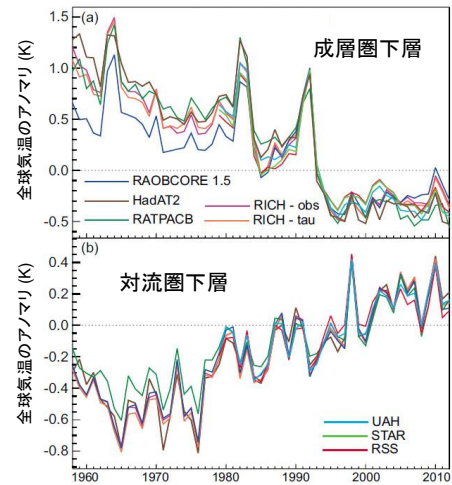 (a)
成層圏下層
全球気温のアノマリ (K)
1.5
1.0
0.5
0.0
-0.5
RAOBCORE 1.5
HadAT2
RATPACB
RICH - obs
RICH - tau
(b)
対流圏下層
全球気温のアノマリ (K)
0.4
0.2
0.0
-0.2
-0.4
-0.6
-0.8
UAH
STAR
RSS
1960 1970 1980 1990 2000 2010